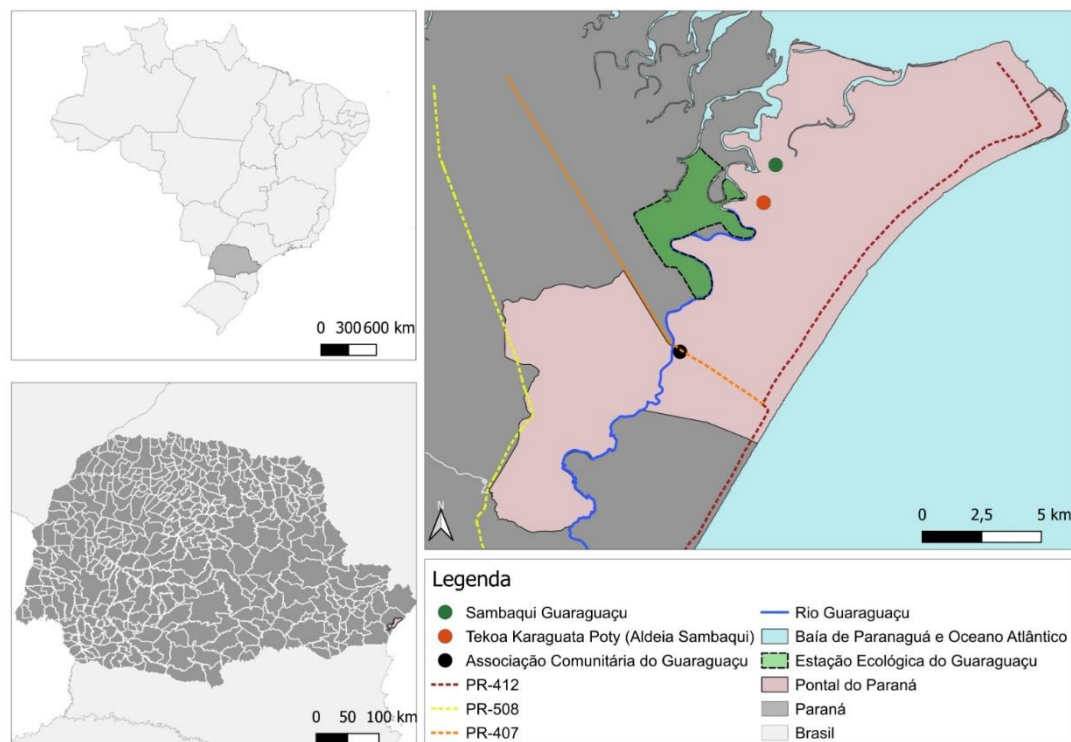 0 300 600 km
0 50 100 km
N
0 2,5 5 km
Legenda
Sambaqui Guaraguaçu
Tekoa Karaguata Poty (Aldeia Sambaqui)
Associação Comunitária do Guaraguaçu
PR-412
PR-508
PR-407
Rio Guaraguaçu
Baía de Paranaguá e Oceano Atlântico
Estação Ecológica do Guaraguaçu
Pontal do Paraná
Paraná
Brasil